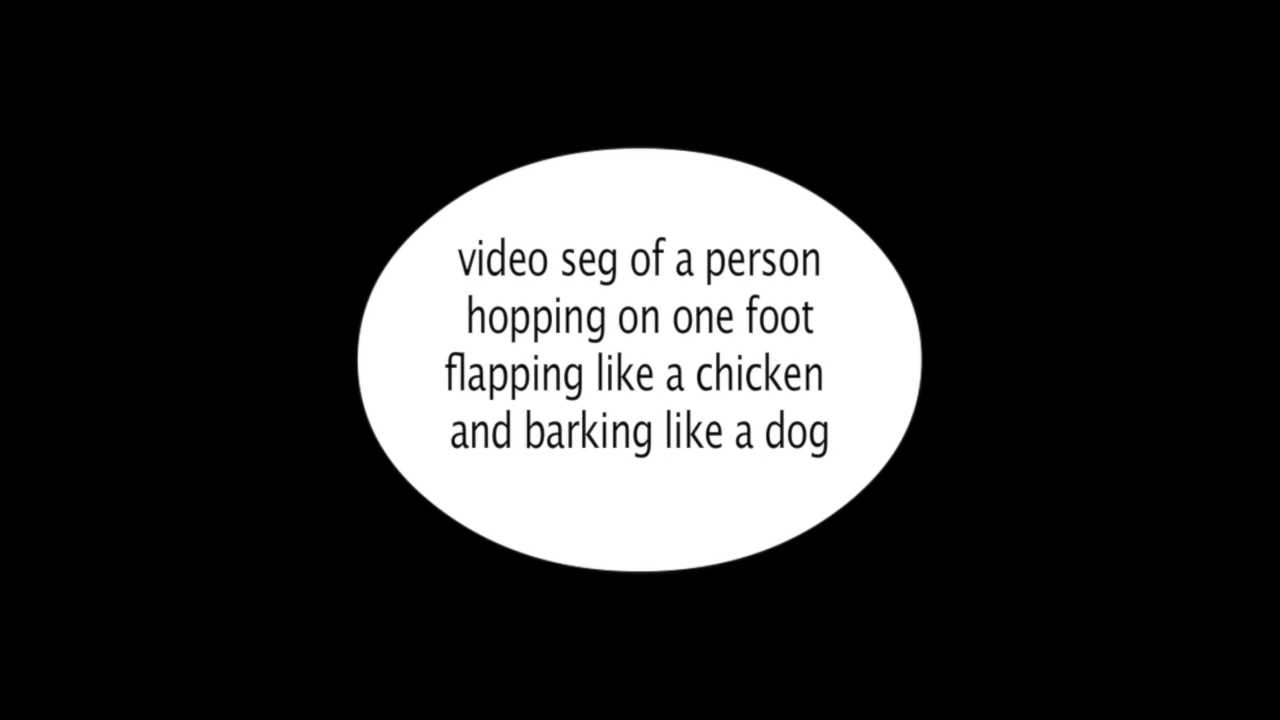 video seg of a person
hopping on one foot
flapping like a chicken
and barking like a dog